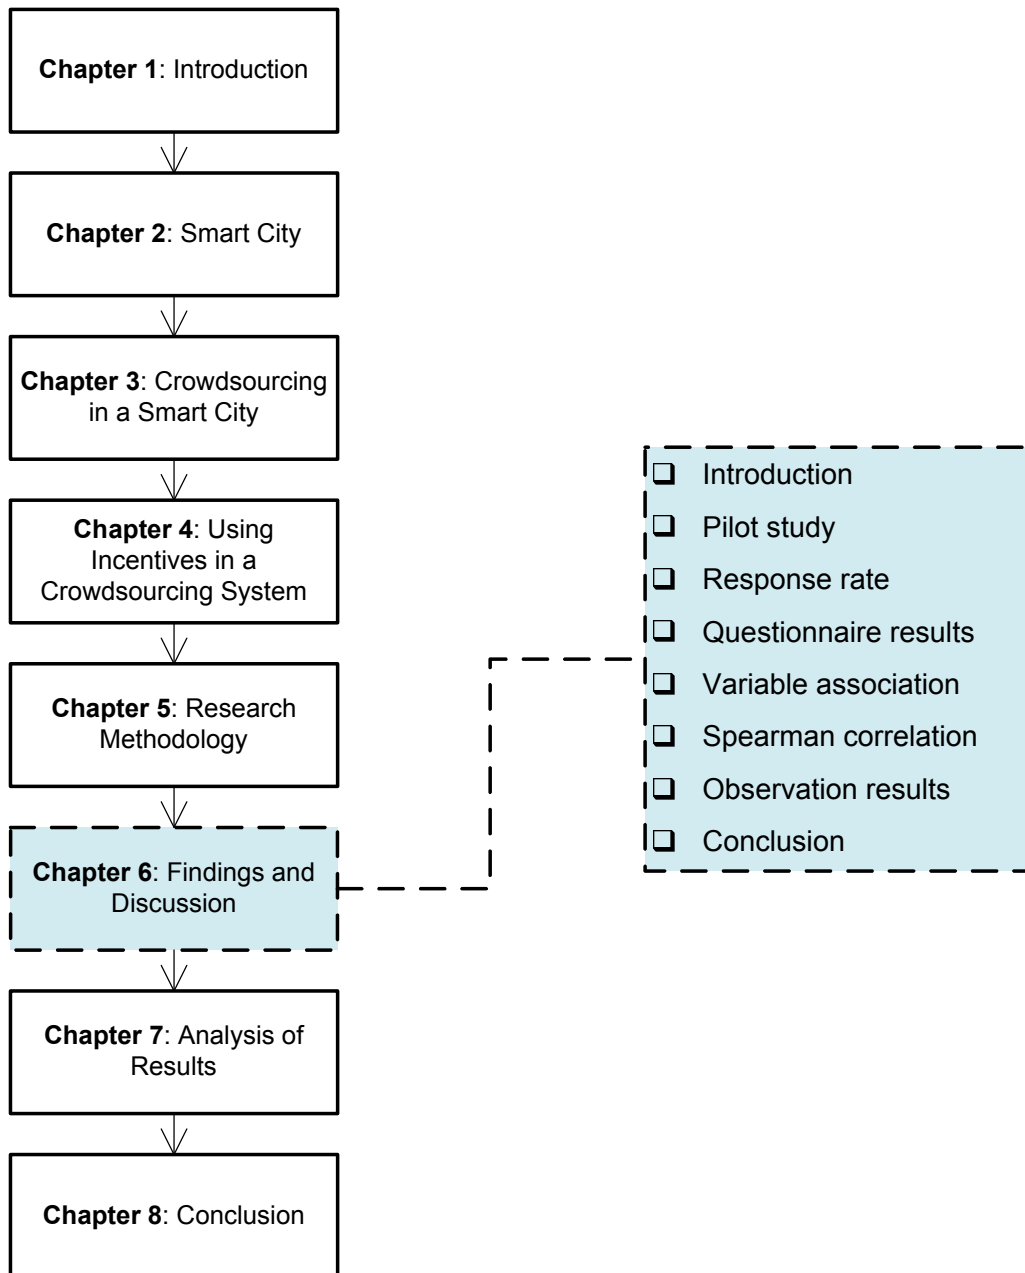 Chapter 1: Introduction
Chapter 2: Smart City
Chapter 3: Crowdsourcing
in a Smart City
Chapter 4: Using
Incentives in a
Crowdsourcing System
Chapter 5: Research
Methodology
Chapter 6: Findings and
Discussion
Chapter 7: Analysis of
Results
Chapter 8: Conclusion
Introduction
Pilot study
Response rate
Questionnaire results
Variable association
Spearman correlation
Observation results
Conclusion